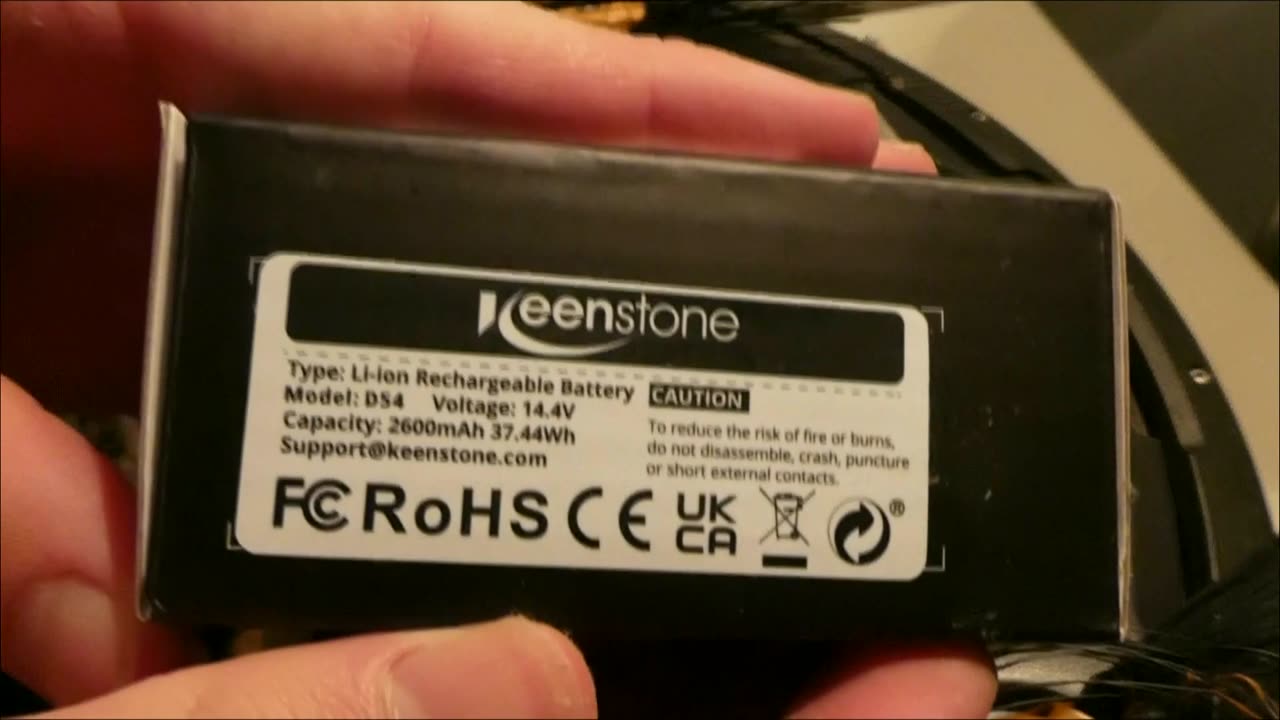 Keenstone
Type: Li-ion Rechargeable Battery
Model: D54 Voltage: 14.4V
Capacity: 2600mAh 37.44Wh
Support@keenstone.com
CAUTION
To reduce the risk of fire or burns,
do not disassemble, crash, puncture
or short external contacts.
FC RoHS CE UK
CA
®